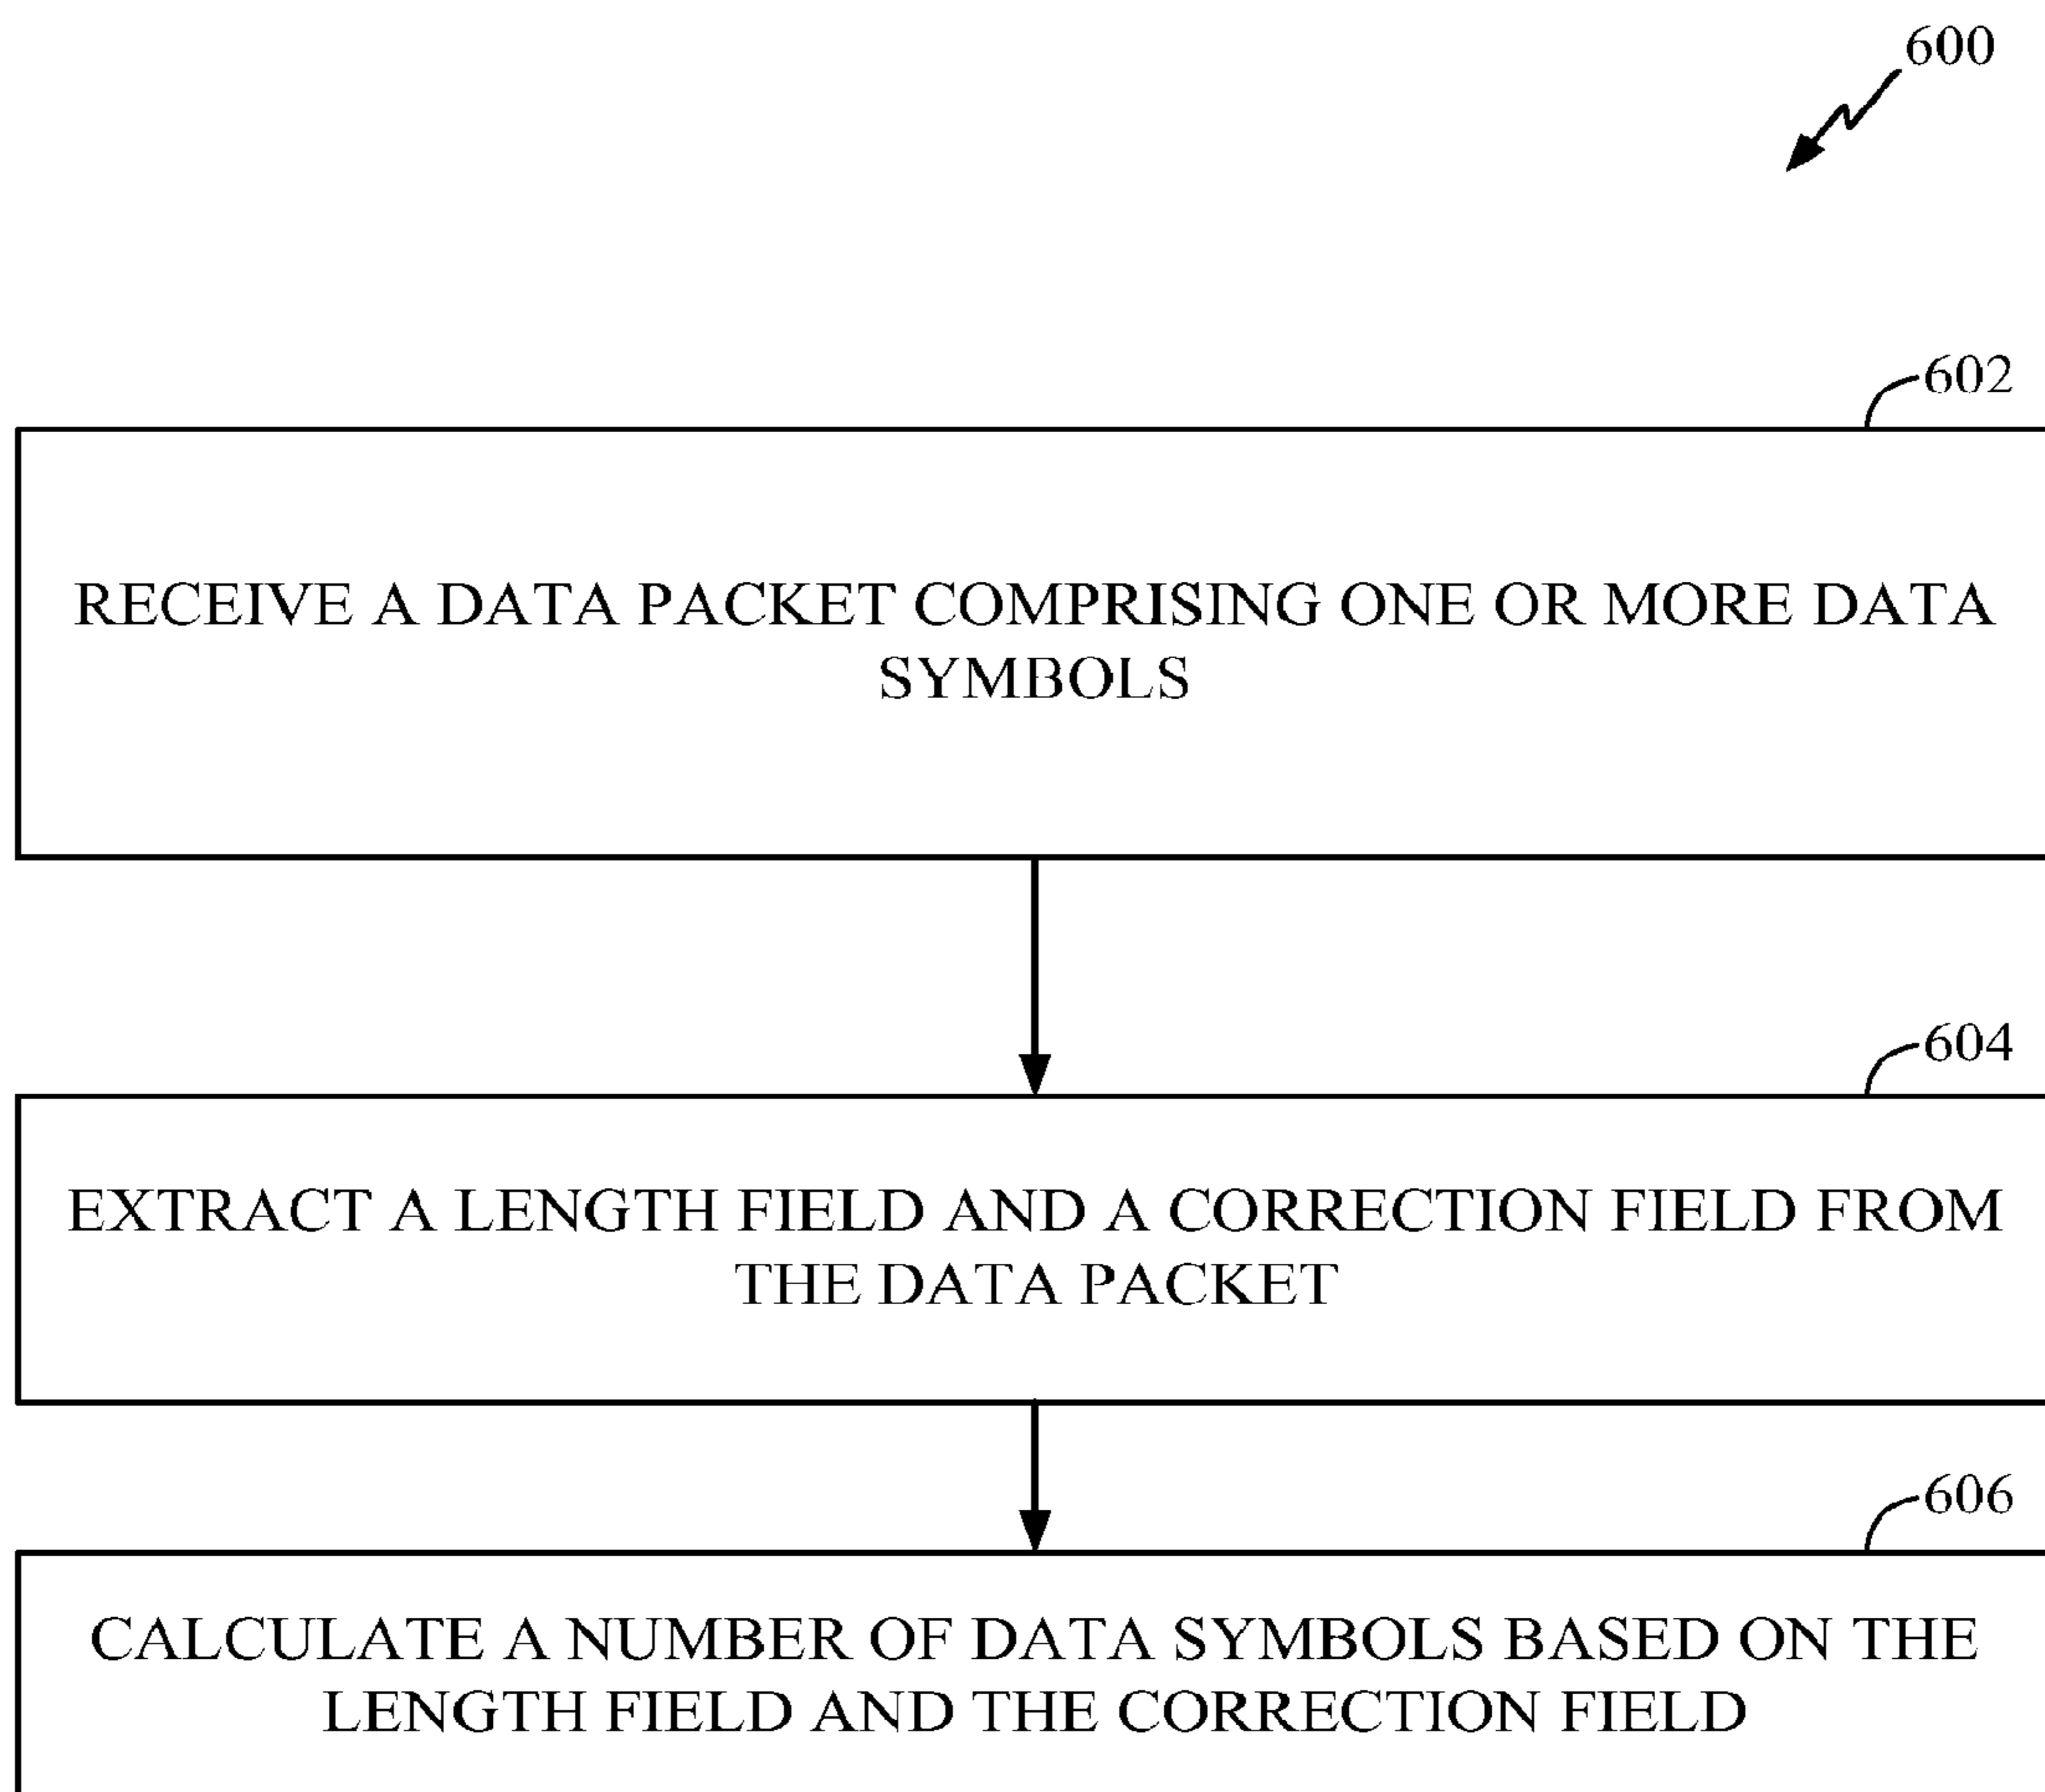 600
602
RECEIVE A DATA PACKET COMPRISING ONE OR MORE DATA
SYMBOLS
604
EXTRACT A LENGTH FIELD AND A CORRECTION FIELD FROM
THE DATA PACKET
606
CALCULATE A NUMBER OF DATA SYMBOLS BASED ON THE
LENGTH FIELD AND THE CORRECTION FIELD